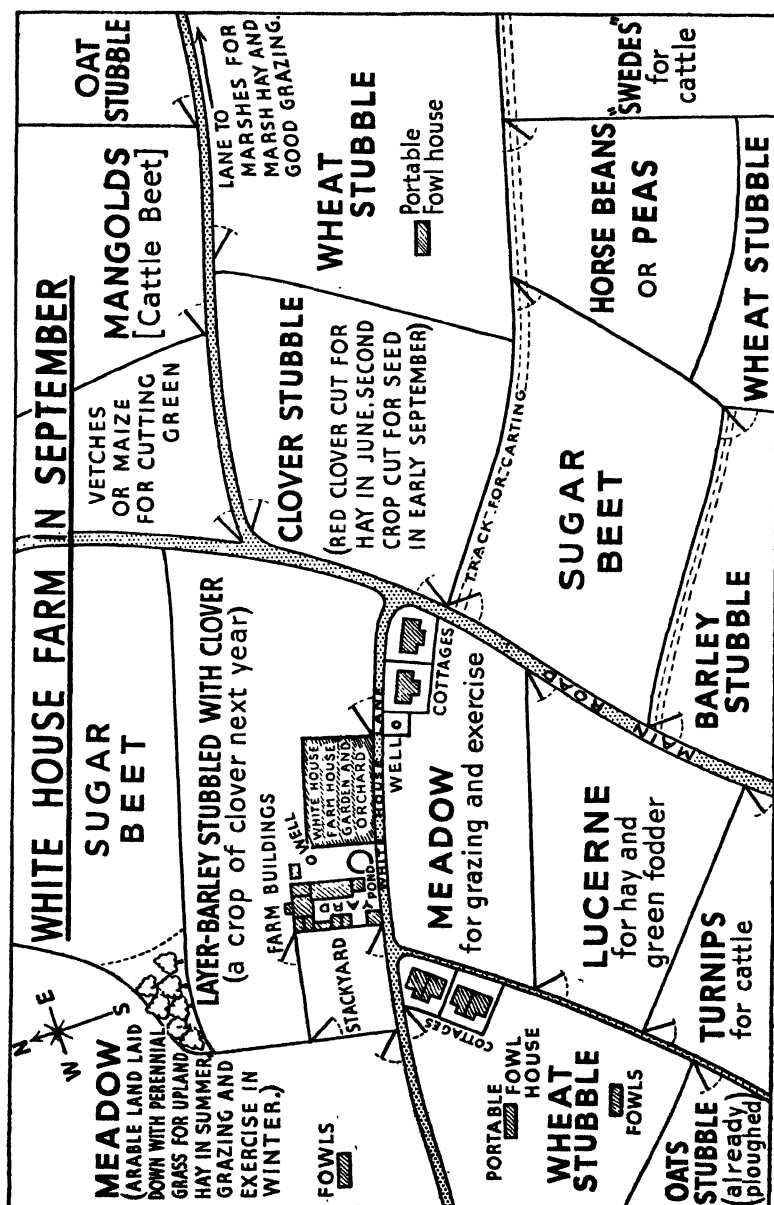 WHITE HOUSE FARM IN SEPTEMBER
N
E
S
W
MEADOW
(ARABLE LAND LAID
DOWN WITH PERENNIAL
GRASS FOR UPLAND
HAY IN SUMMER,
GRAZING AND
EXERCISE IN
WINTER.)
FOWLS
SUGAR
BEET
LAYER-BARLEY STUBBLED WITH CLOVER
(a crop of clover next year)
FARM BUILDINGS
WELL
STACKYARD
YARD
POND
WHITE HOUSE
FARM HOUSE
GARDEN AND
ORCHARD
WHITE HOUSE LANE
VETCHES
OR MAIZE
FOR CUTTING
GREEN
MANGOLDS
[Cattle Beet]
OAT
STUBBLE
LANE TO
MARSHES FOR
MARSH HAY AND
GOOD GRAZING.
CLOVER STUBBLE
(RED CLOVER CUT FOR
HAY IN JUNE. SECOND
CROP CUT FOR SEED
IN EARLY SEPTEMBER)
WHEAT
STUBBLE
Portable
Fowl house
TRACK-FOR-CARTING
WELL
COTTAGES
MEADOW
for grazing and exercise
COTTAGES
PORTABLE
FOWL
HOUSE
WHEAT
STUBBLE
FOWLS
OATS
STUBBLE
(already
ploughed)
LUCERNE
for hay and
green fodder
TURNIPS
for cattle
MAIN ROAD
SUGAR
BEET
BARLEY
STUBBLE
HORSE BEANS
OR PEAS
"SWEDES"
for
cattle
WHEAT STUBBLE